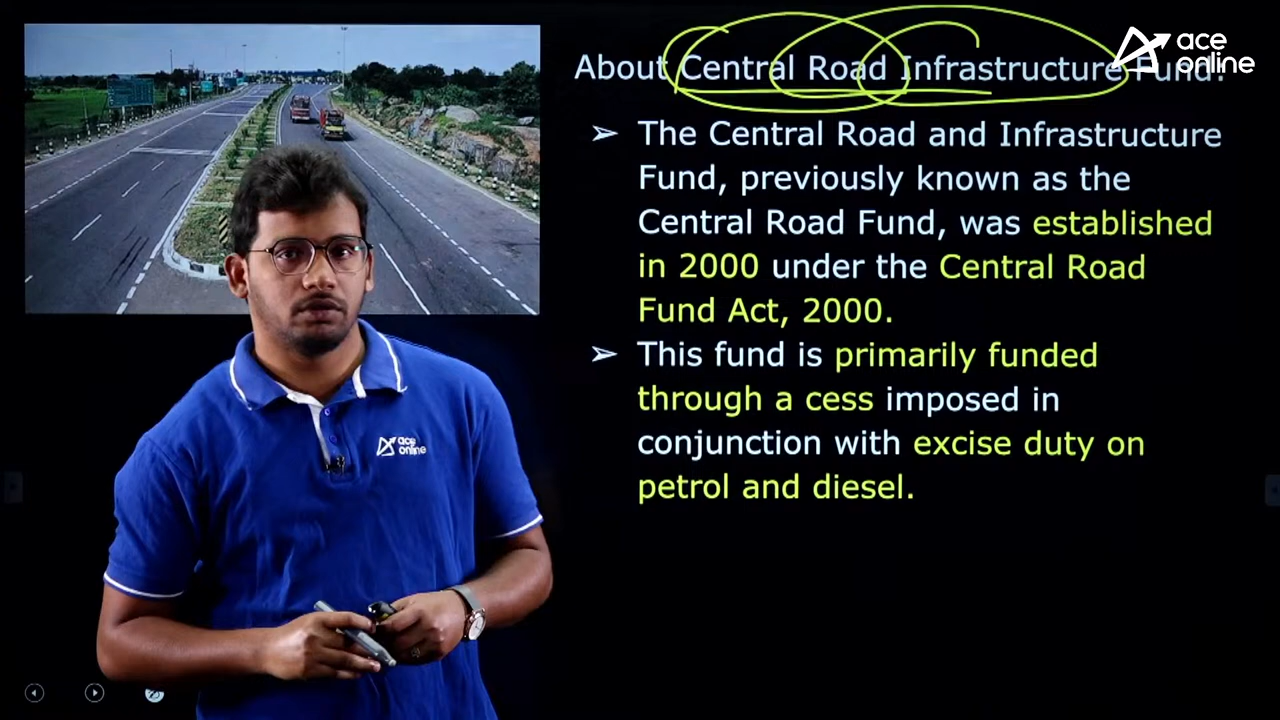 About Central Road Infrastructure Fund:
ace
online
➢ The Central Road and Infrastructure
Fund, previously known as the
Central Road Fund, was established
in 2000 under the Central Road
Fund Act, 2000.
➢ This fund is primarily funded
through a cess imposed in
conjunction with excise duty on
petrol and diesel.
ace
online